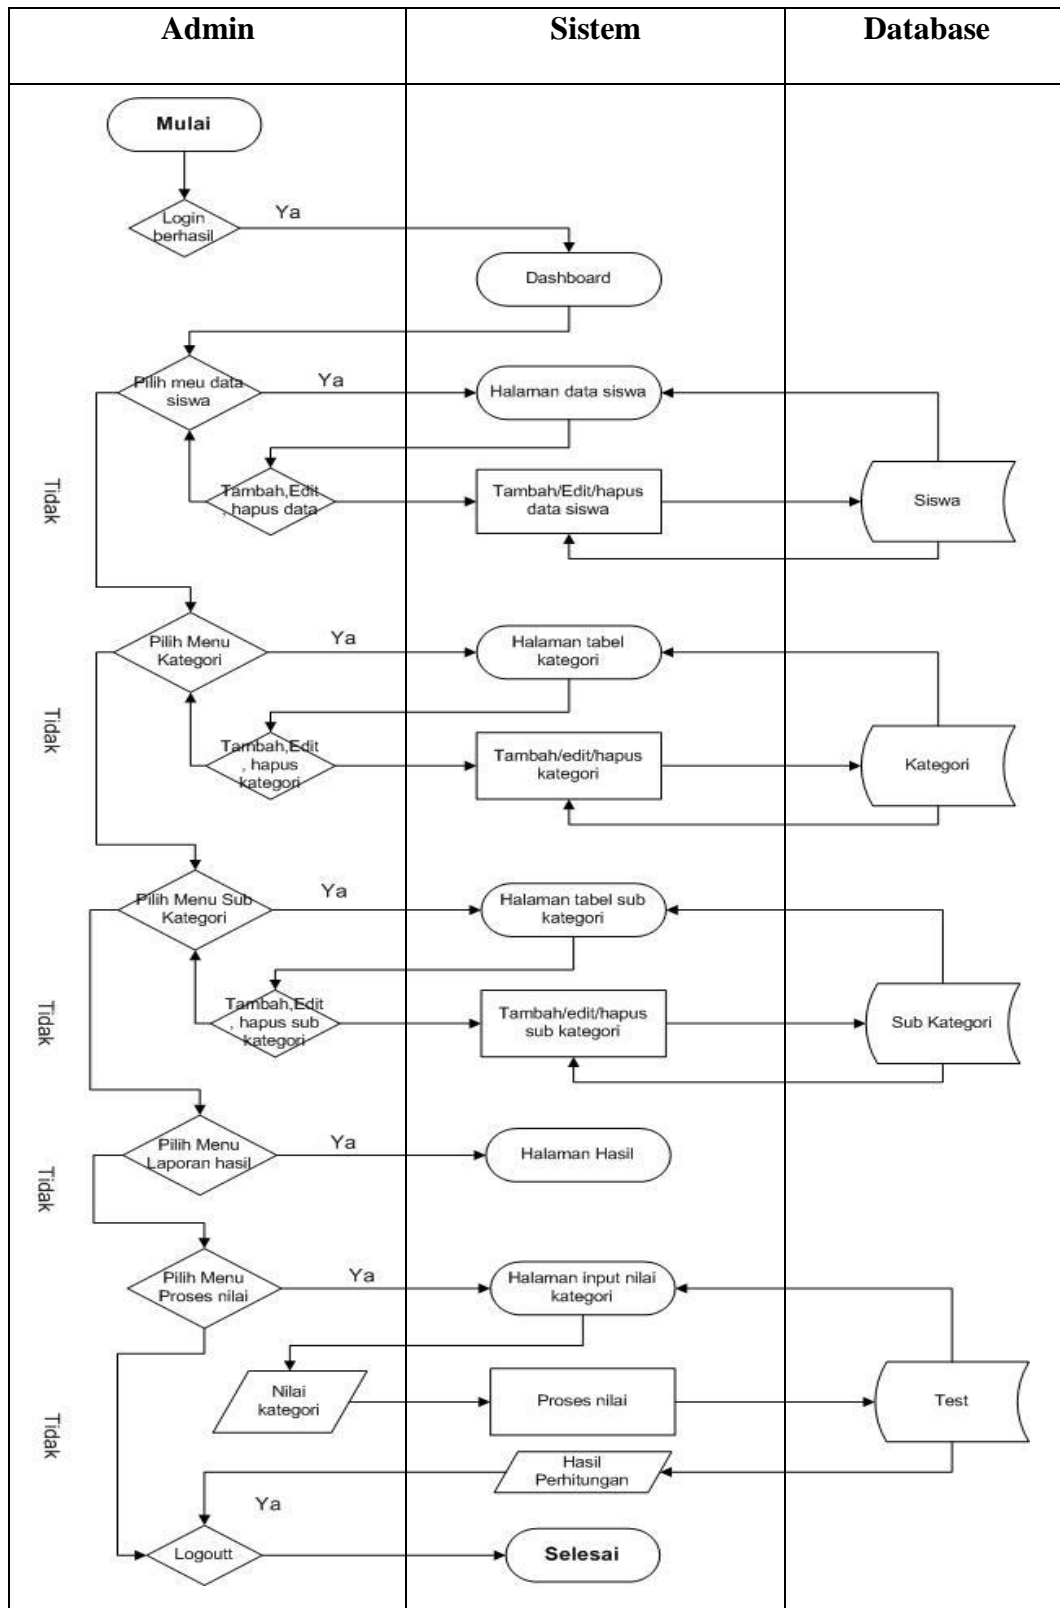 Admin
Sistem
Database
Mulai
Login
berhasil
Ya
Dashboard
Pilih meu data
siswa
Ya
Halaman data siswa
Tidak
Tambah,Edit
, hapus data
Tambah/Edit/hapus
data siswa
Siswa
Pilih Menu
Kategori
Ya
Halaman tabel
kategori
Tidak
Tambah,Edit
, hapus
kategori
Tambah/edit/hapus
kategori
Kategori
Pilih Menu Sub
Kategori
Ya
Halaman tabel sub
kategori
Tidak
Tambah,Edit
, hapus sub
kategori
Tambah/edit/hapus
sub kategori
Sub Kategori
Pilih Menu
Laporan hasil
Ya
Halaman Hasil
Tidak
Pilih Menu
Proses nilai
Ya
Halaman input nilai
kategori
Nilai
kategori
Proses nilai
Test
Tidak
Hasil
Perhitungan
Ya
Logoutt
Selesai